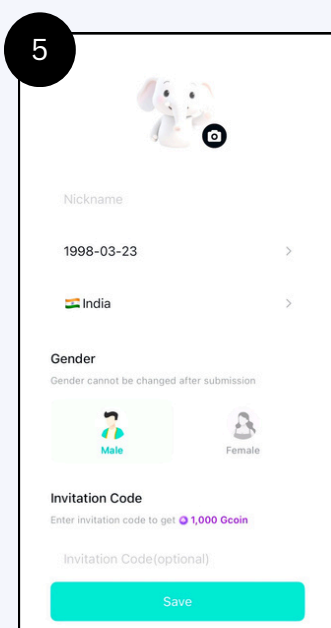 5
Nickname
1998-03-23
India
Gender
Gender cannot be changed after submission
Male
Female
Invitation Code
Enter invitation code to get 1,000 Gcoin
Invitation Code(optional)
Save